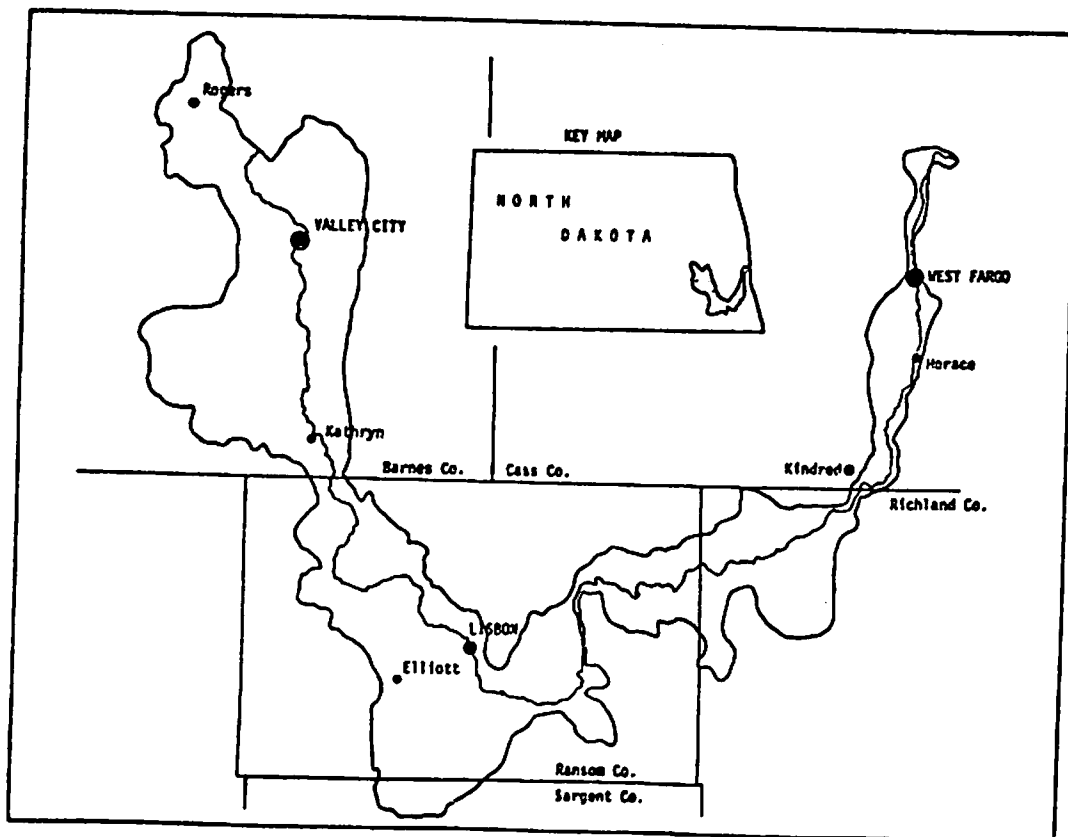 Rogers
KEY MAP
NORTH
DAKOTA
VALLEY CITY
WEST FARGO
Horace
Kathryn
Barnes Co.
Cass Co.
Kindred
Richland Co.
LISBON
Elliott
Ransom Co.
Sargent Co.